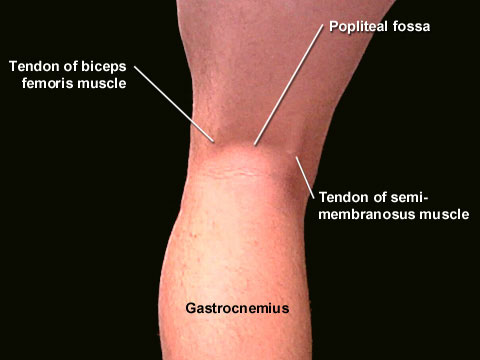 Popliteal fossa
Tendon of biceps
femoris muscle
Tendon of semi-
membranosus muscle
Gastrocnemius